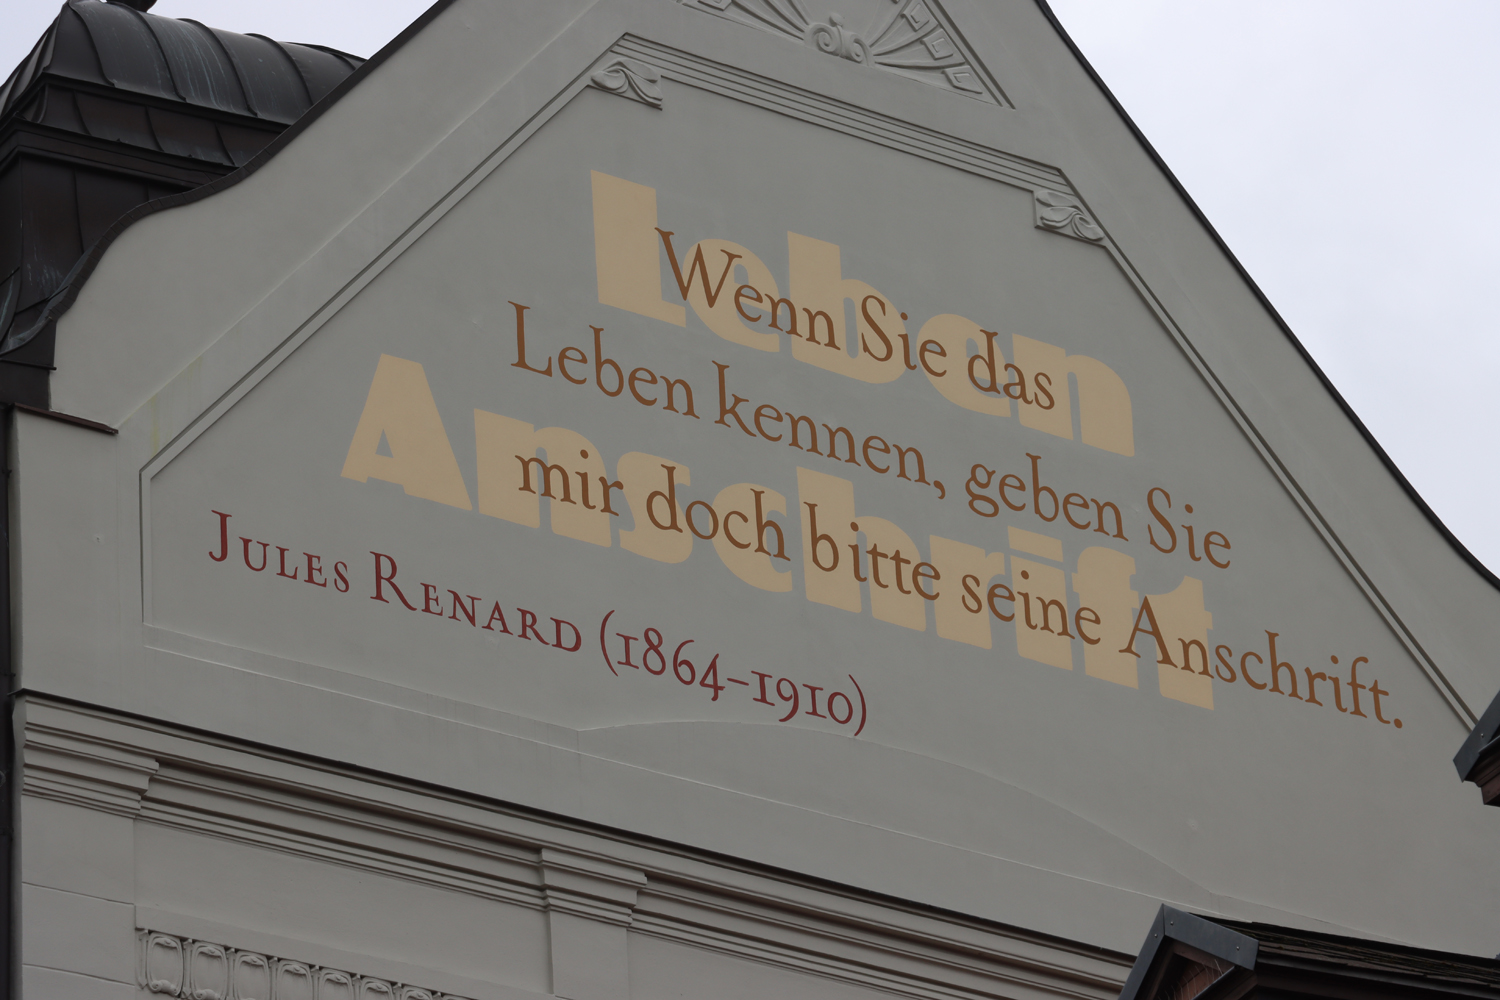 Leben
Anschrift
Wenn Sie das
Leben kennen, geben Sie
mir doch bitte seine Anschrift.
JULES RENARD (1864–1910)